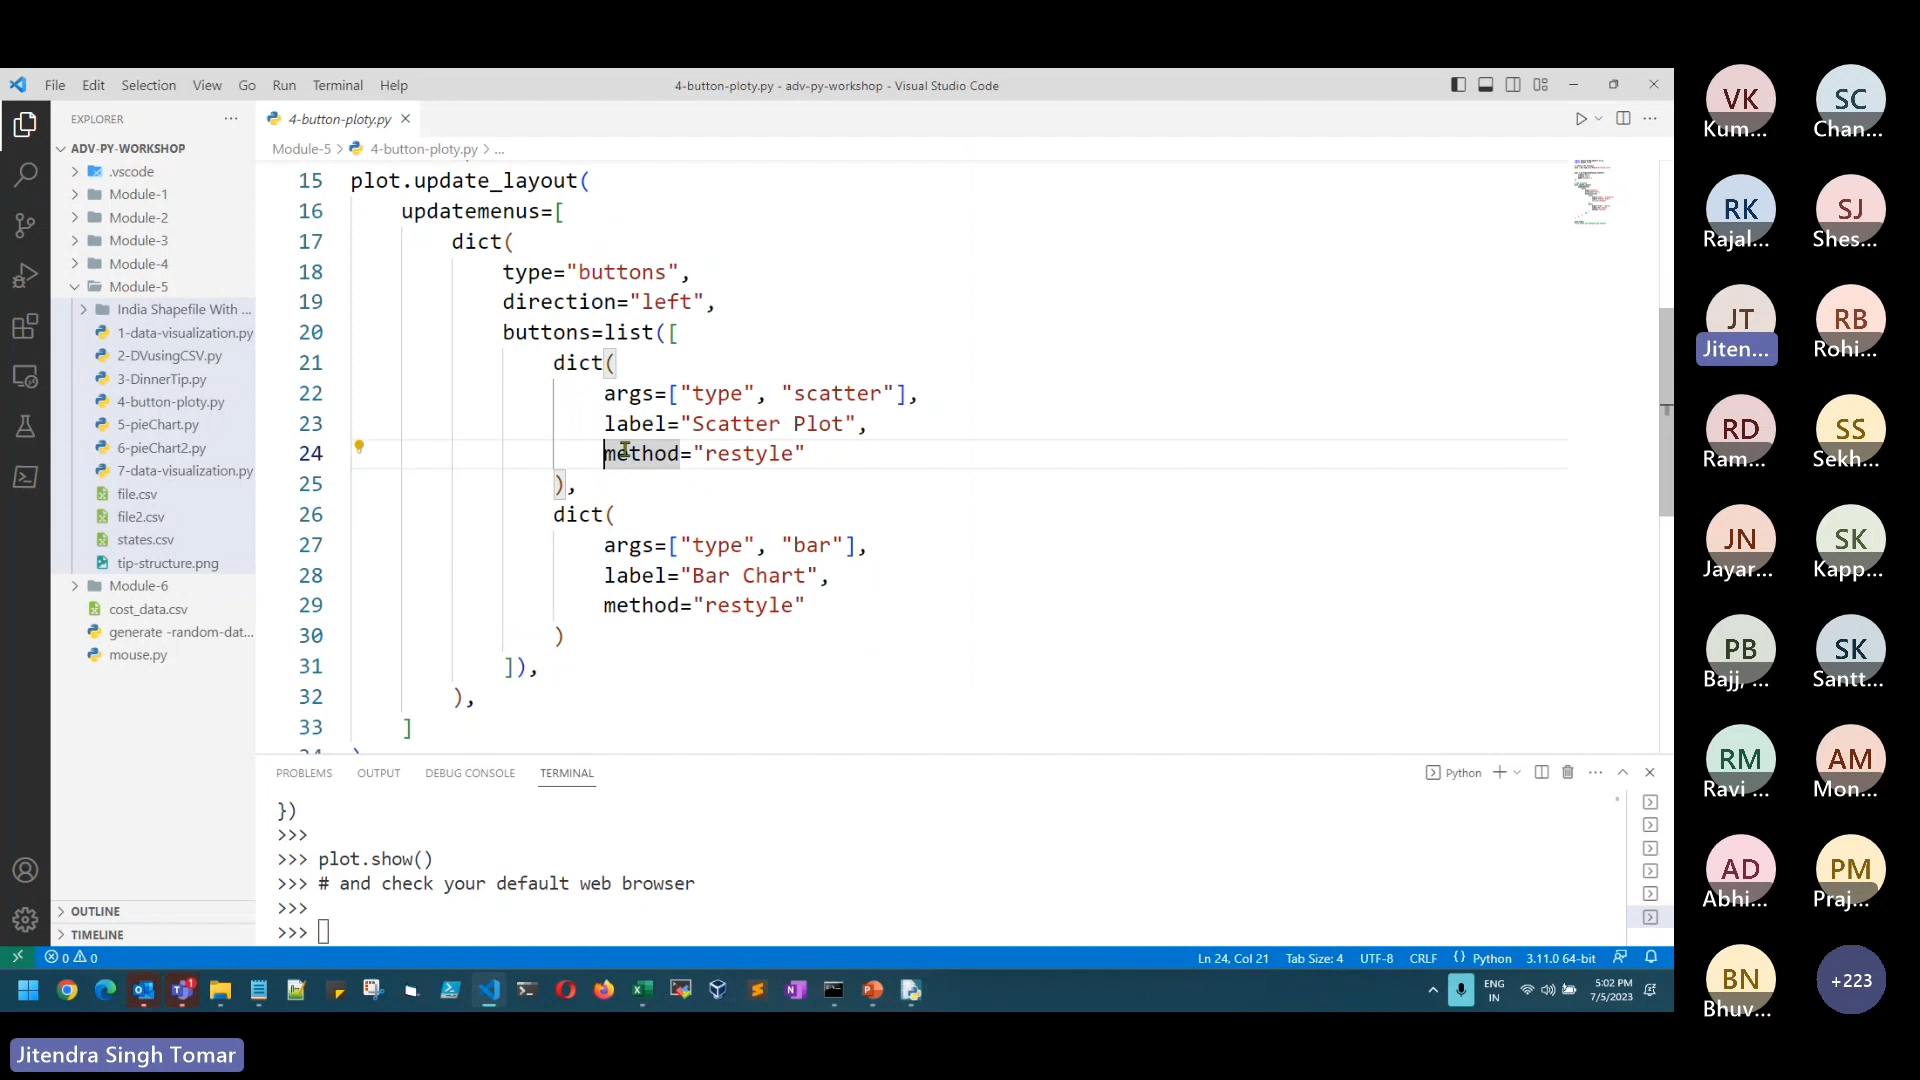 File Edit Selection View Go Run Terminal Help
4-button-ploty.py - adv-py-workshop - Visual Studio Code
EXPLORER
ADV-PY-WORKSHOP
.vscode
Module-1
Module-2
Module-3
Module-4
Module-5
India Shapefile With ...
1-data-visualization.py
2-DVusingCSV.py
3-DinnerTip.py
4-button-ploty.py
5-pieChart.py
6-pieChart2.py
7-data-visualization.py
file.csv
file2.csv
states.csv
tip-structure.png
Module-6
cost_data.csv
generate -random-dat...
mouse.py
OUTLINE
TIMELINE
4-button-ploty.py
Module-5 > 4-button-ploty.py > ...
15 plot.update_layout(
16 updatemenus=[
17 dict(
18 type="buttons",
19 direction="left",
20 buttons=list([
21 dict(
22 args=["type", "scatter"],
23 label="Scatter Plot",
24 method="restyle"
25 ),
26 dict(
27 args=["type", "bar"],
28 label="Bar Chart",
29 method="restyle"
30 )
31 ]),
32 ),
33 ]
PROBLEMS OUTPUT DEBUG CONSOLE TERMINAL
Python
})
>>>
>>> plot.show()
>>> # and check your default web browser
>>>
>>>
0 0
Ln 24, Col 21 Tab Size: 4 UTF-8 CRLF Python 3.11.0 64-bit
ENG
IN
5:02 PM
7/5/2023
VK
Kum...
SC
Chan...
RK
Rajal...
SJ
Shes...
JT
Jiten...
RB
Rohi...
RD
Ram...
SS
Sekh...
JN
Jayar...
SK
Kapp...
PB
Bajj, ...
SK
Santt...
RM
Ravi ...
AM
Mon...
AD
Abhi...
PM
Praj...
BN
Bhuv...
+223
Jitendra Singh Tomar